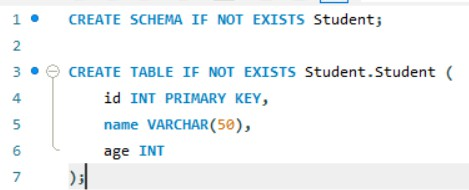 1 CREATE SCHEMA IF NOT EXISTS Student;
2
3 CREATE TABLE IF NOT EXISTS Student.Student (
4 id INT PRIMARY KEY,
5 name VARCHAR(50),
6 age INT
7 );